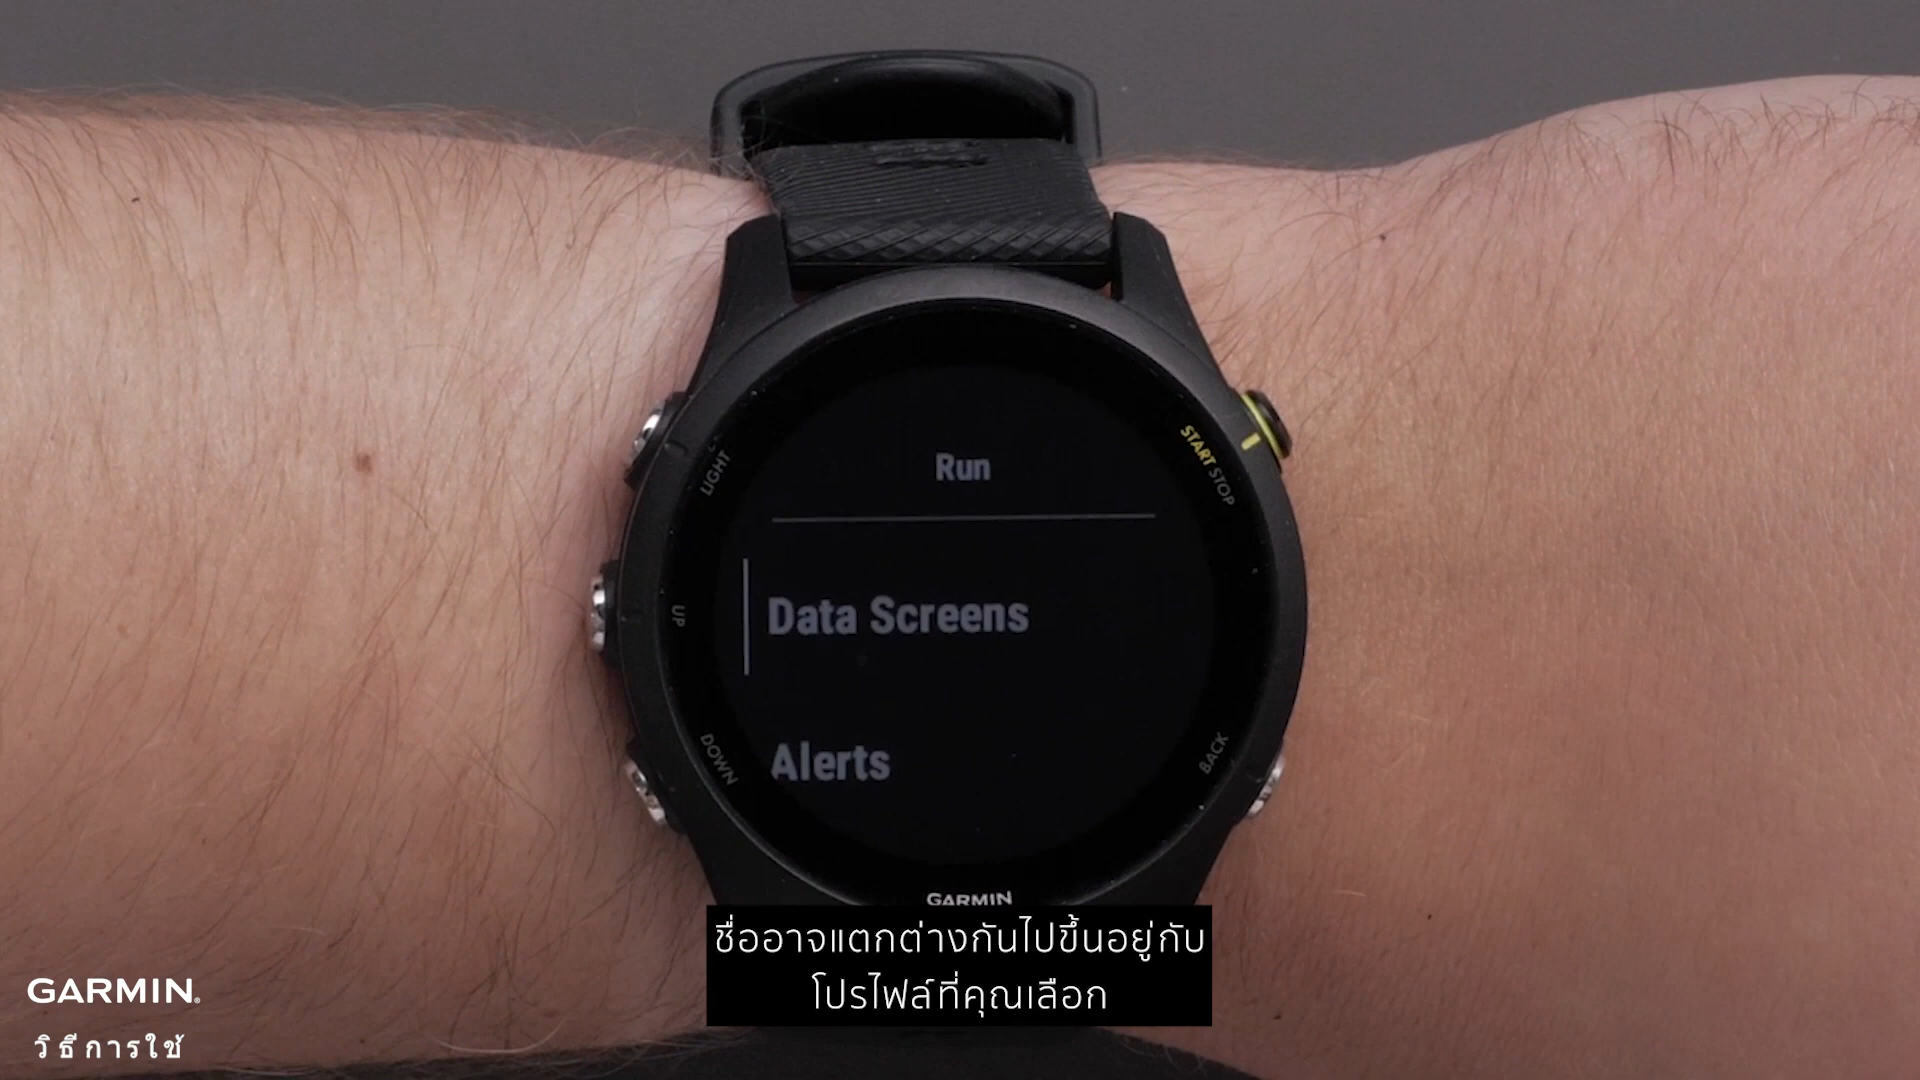 LIGHT
START STOP
Run
UP
Data Screens
DOWN
Alerts
BACK
GARMIN
ชื่ออาจแตกต่างกันไปขึ้นอยู่กับ
โปรไฟล์ที่คุณเลือก
GARMIN®
วิธีการใช้